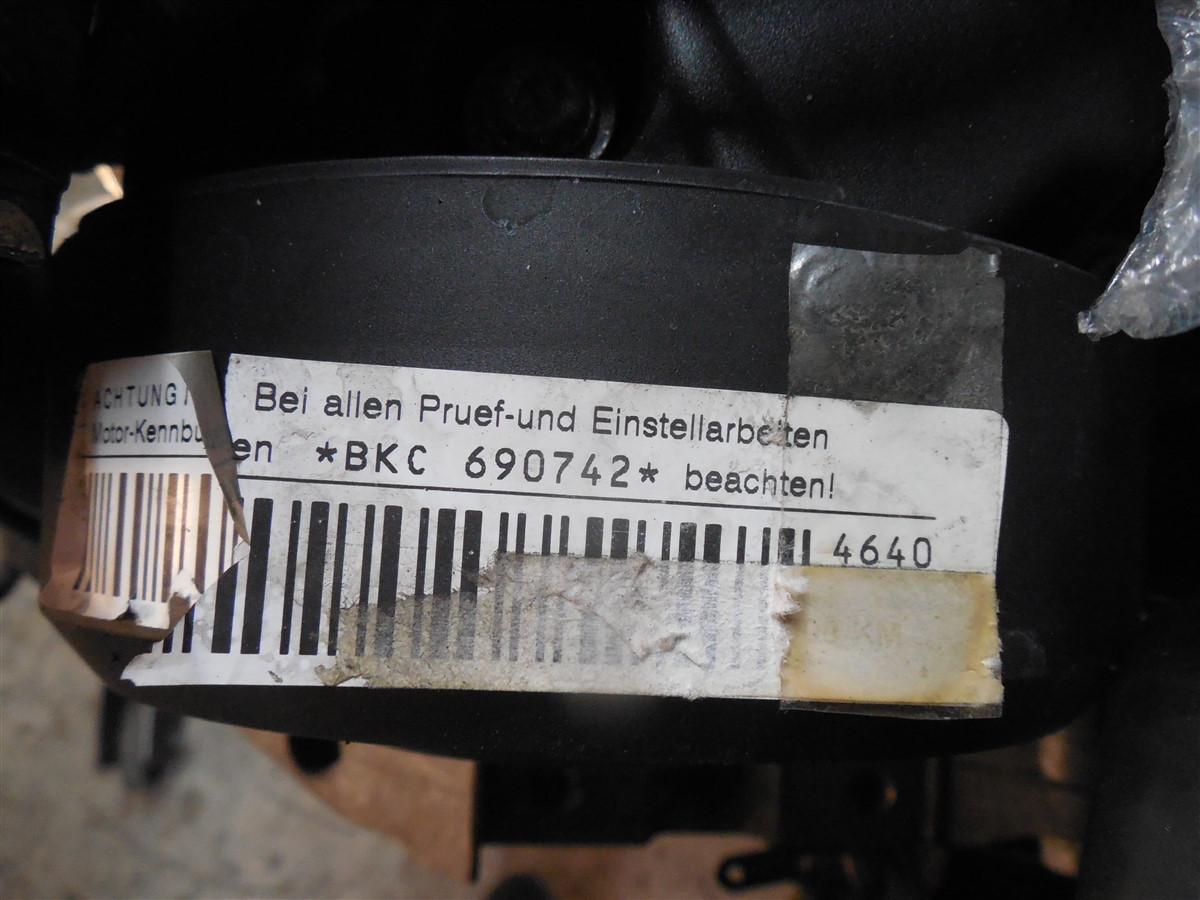 ACHTUNG! Bei allen Pruef-und Einstellarbeiten
Motor-Kennbu en *BKC 690742* beachten!
4640